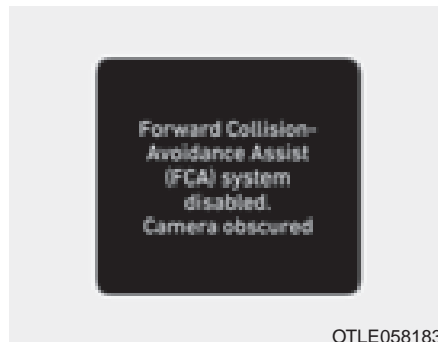 Forward Collision-
Avoidance Assist
(FCA) system
disabled.
Camera obscured
OTLE058183